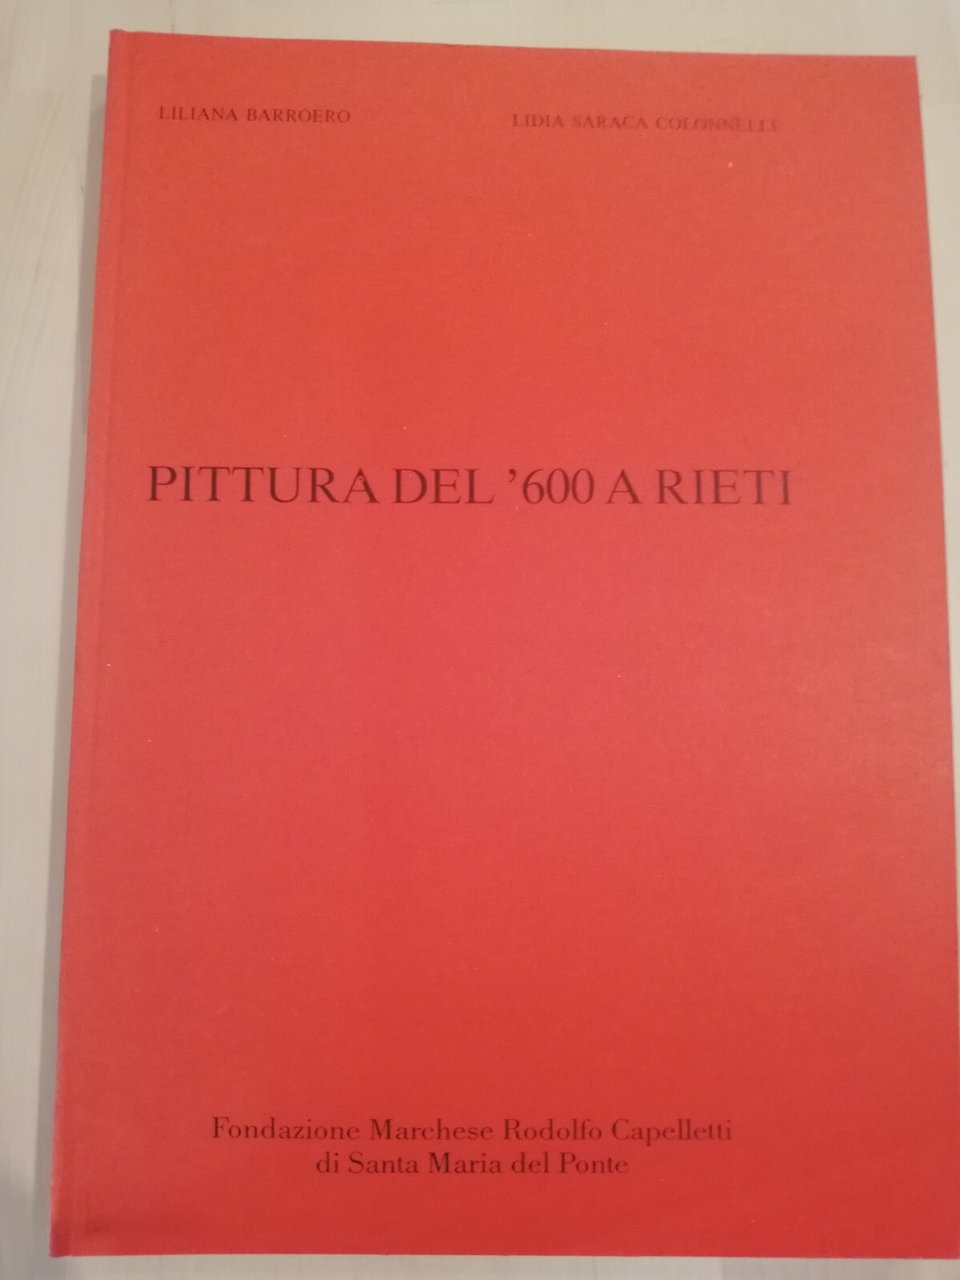 LILIANA BARROERO
LIDIA SARACA COLONNELLI
PITTURA DEL ’600 A RIETI
Fondazione Marchese Rodolfo Capelletti
di Santa Maria del Ponte